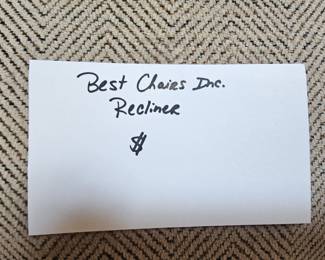 Best Chairs Inc.
Recliner
$